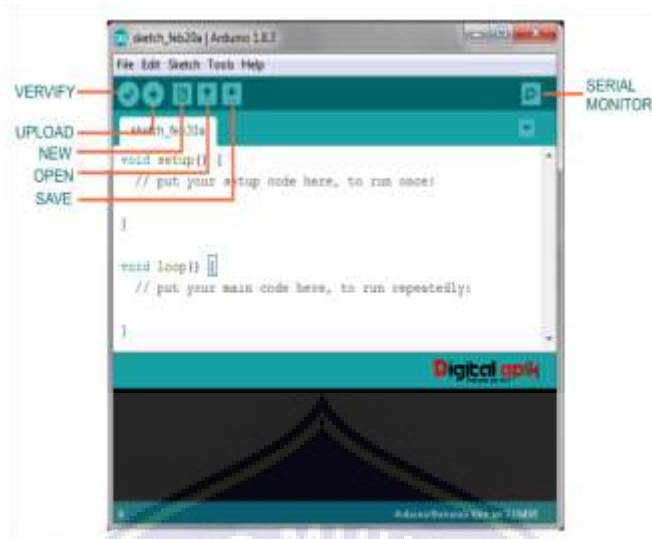 sketch_feb20a | Arduino 1.8.3
File Edit Sketch Tools Help
VERVIFY
UPLOAD
NEW
OPEN
SAVE
SERIAL
MONITOR
sketch_feb20a
void setup() {
// put your setup code here, to run once:
}
void loop() {
// put your main code here, to run repeatedly:
}
Digital